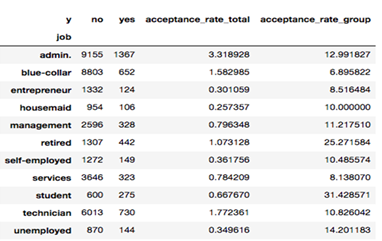 y no yes acceptance_rate_total acceptance_rate_group
job
admin. 9155 1367 3.318928 12.991827
blue-collar 8803 652 1.582985 6.895822
entrepreneur 1332 124 0.301059 8.516484
housemaid 954 106 0.257357 10.000000
management 2596 328 0.796348 11.217510
retired 1307 442 1.073128 25.271584
self-employed 1272 149 0.361756 10.485574
services 3646 323 0.784209 8.138070
student 600 275 0.667670 31.428571
technician 6013 730 1.772361 10.826042
unemployed 870 144 0.349616 14.201183